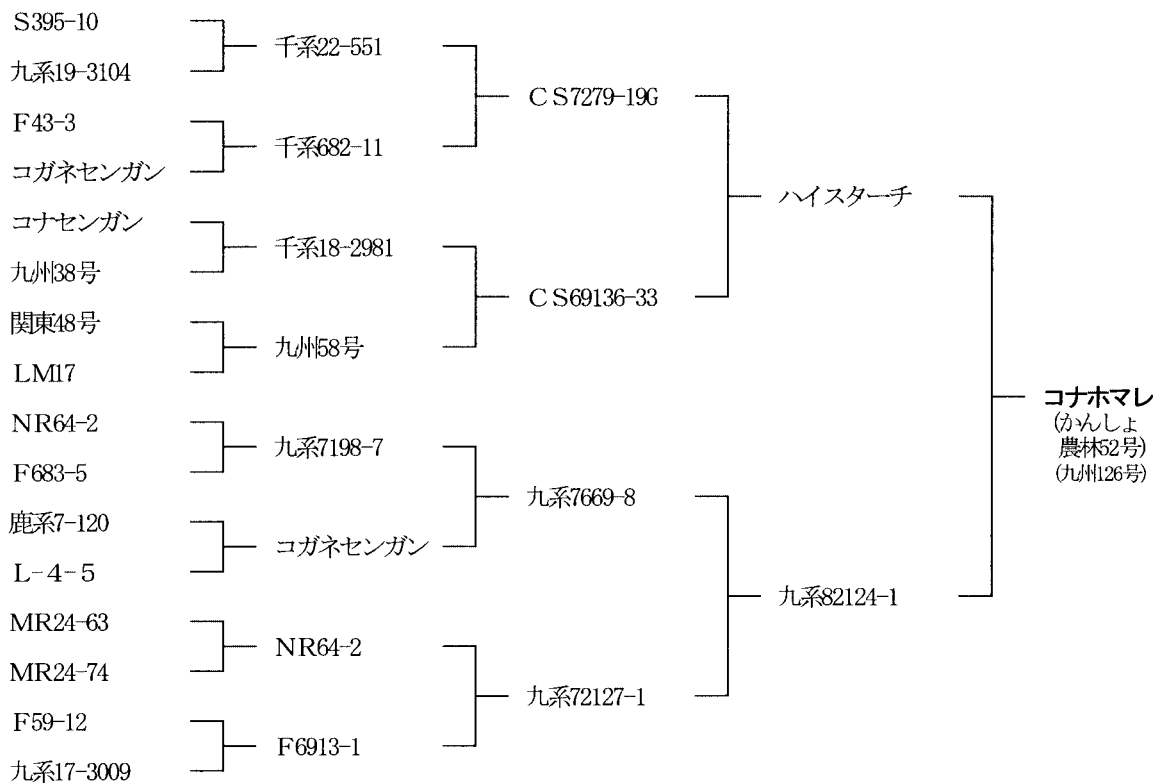 S395-10
九系19-3104
F43-3
コガネセンガン
コナセンガン
九州38号
関東48号
LM17
NR64-2
F683-5
鹿系7-120
L-4-5
MR24-63
MR24-74
F59-12
九系17-3009
千系22-551
千系682-11
千系18-2981
九州58号
九系7198-7
コガネセンガン
NR64-2
F6913-1
CS7279-19G
CS69136-33
九系7669-8
九系72127-1
ハイスターチ
九系82124-1
コナホマレ
(かんしょ
農林52号)
(九州126号)